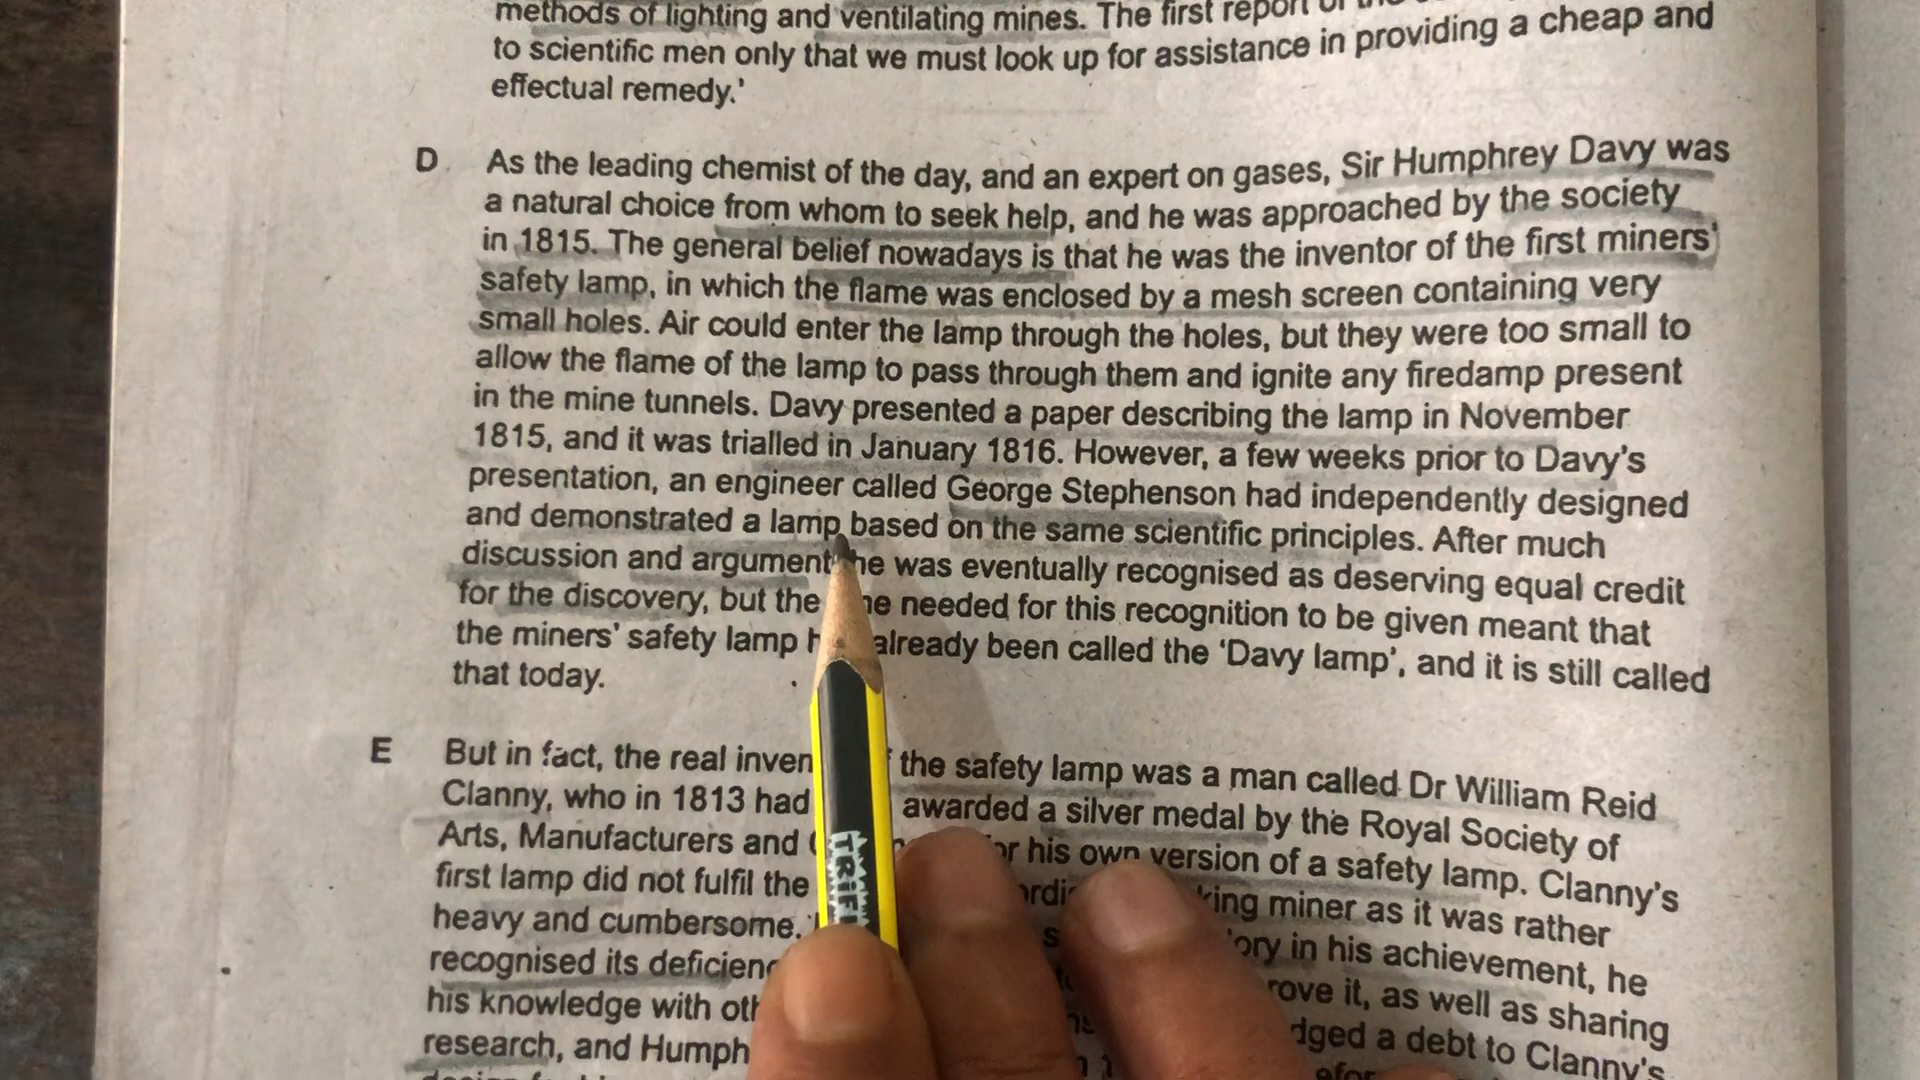 methods of lighting and ventilating mines. The first report of the
to scientific men only that we must look up for assistance in providing a cheap and
effectual remedy.'
D As the leading chemist of the day, and an expert on gases, Sir Humphrey Davy was
a natural choice from whom to seek help, and he was approached by the society
in 1815. The general belief nowadays is that he was the inventor of the first miners'
safety lamp, in which the flame was enclosed by a mesh screen containing very
small holes. Air could enter the lamp through the holes, but they were too small to
allow the flame of the lamp to pass through them and ignite any firedamp present
in the mine tunnels. Davy presented a paper describing the lamp in November
1815, and it was trialled in January 1816. However, a few weeks prior to Davy's
presentation, an engineer called George Stephenson had independently designed
and demonstrated a lamp based on the same scientific principles. After much
discussion and argument he was eventually recognised as deserving equal credit
for the discovery, but the needed for this recognition to be given meant that
the miners' safety lamp already been called the 'Davy lamp', and it is still called
that today.
E But in fact, the real the safety lamp was a man called Dr William Reid
Clanny, who in 1813 had awarded a silver medal by the Royal Society of
Arts, Manufacturers and his own version of a safety lamp. Clanny's
first lamp did not fulfil the miner as it was rather
heavy and cumbersome. in his achievement, he
recognised its it, as well as sharing
his knowledge with a debt to Clanny's
research, and
TRiFL